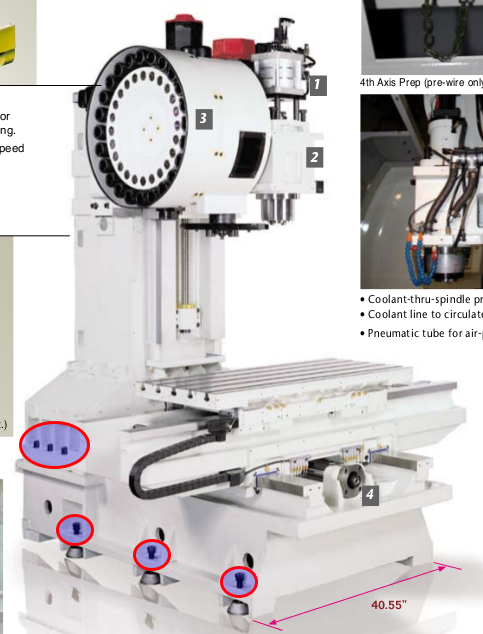 or
ng.
peed
.)
1
2
3
4
4th Axis Prep (pre-wire only
• Coolant-thru-spindle pr
• Coolant line to circulate
• Pneumatic tube for air-p
40.55"